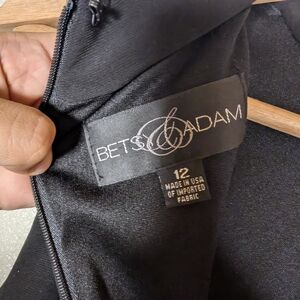 BETSY & ADAM
12
MADE IN USA
OF IMPORTED
FABRIC